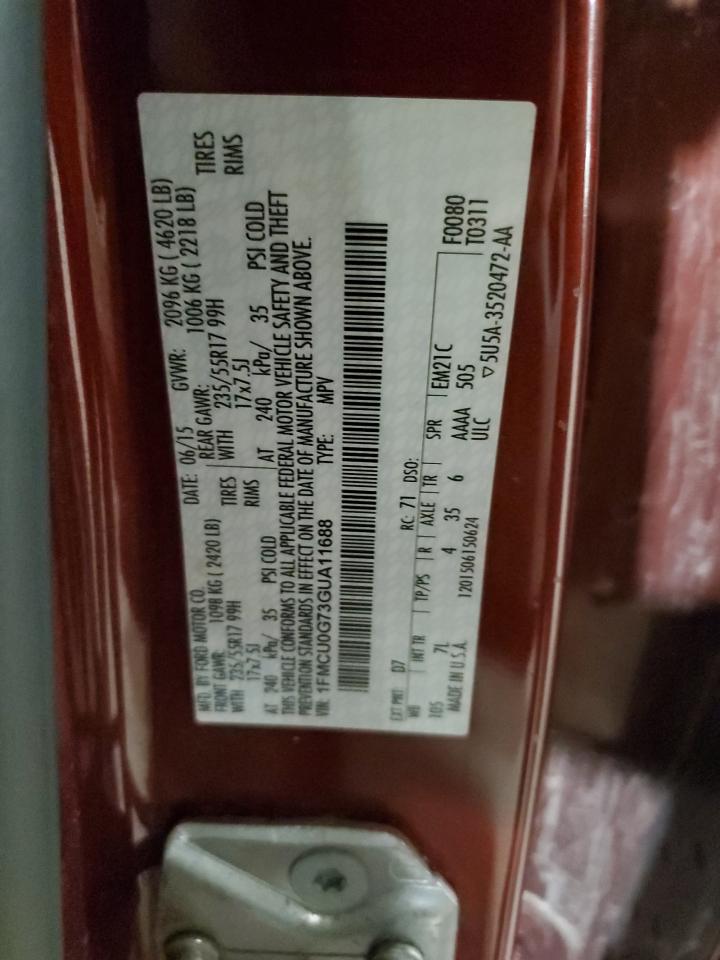 MFD. BY FORD MOTOR CO. DATE: 06/15 GVWR: 2096 KG ( 4620 LB)
FRONT GAWR: 1098 KG ( 2420 LB) REAR GAWR: 1006 KG ( 2218 LB)
WITH 235/55R17 99H TIRES WITH 235/55R17 99H TIRES
17x7.5J RIMS 17x7.5J RIMS
AT 240 kPa/ 35 PSI COLD AT 240 kPa/ 35 PSI COLD
THIS VEHICLE CONFORMS TO ALL APPLICABLE FEDERAL MOTOR VEHICLE SAFETY AND THEFT
PREVENTION STANDARDS IN EFFECT ON THE DATE OF MANUFACTURE SHOWN ABOVE.
VIN: 1FMCU0G73GUA11688 TYPE: MPV
EXT PNT: D7 RC: 71 DSO:
WB INT TR TP/PS R AXLE TR SPR EM21C F0080
105 7L 4 35 6 AAAA 505 T0311
MADE IN U.S.A. 1201506150624 ULC ▽5U5A-3520472-AA